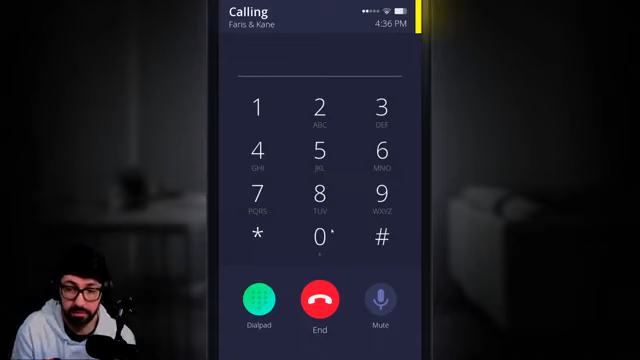 Calling
Faris & Kane
4:36 PM
1 2 3
ABC DEF
4 5 6
GHI JKL MNO
7 8 9
PQRS TUV WXYZ
* 0 #
+
Dialpad End Mute